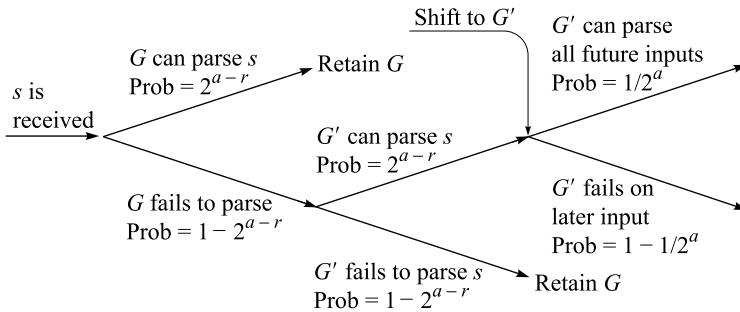 Shift to G′
G′ can parse
all future inputs
Prob = 1/2^a
G can parse s
Prob = 2^{a − r}
Retain G
s is
received
G′ can parse s
Prob = 2^{a − r}
G fails to parse
Prob = 1 − 2^{a − r}
G′ fails on
later input
Prob = 1 − 1/2^a
G′ fails to parse s
Prob = 1 − 2^{a − r}
Retain G